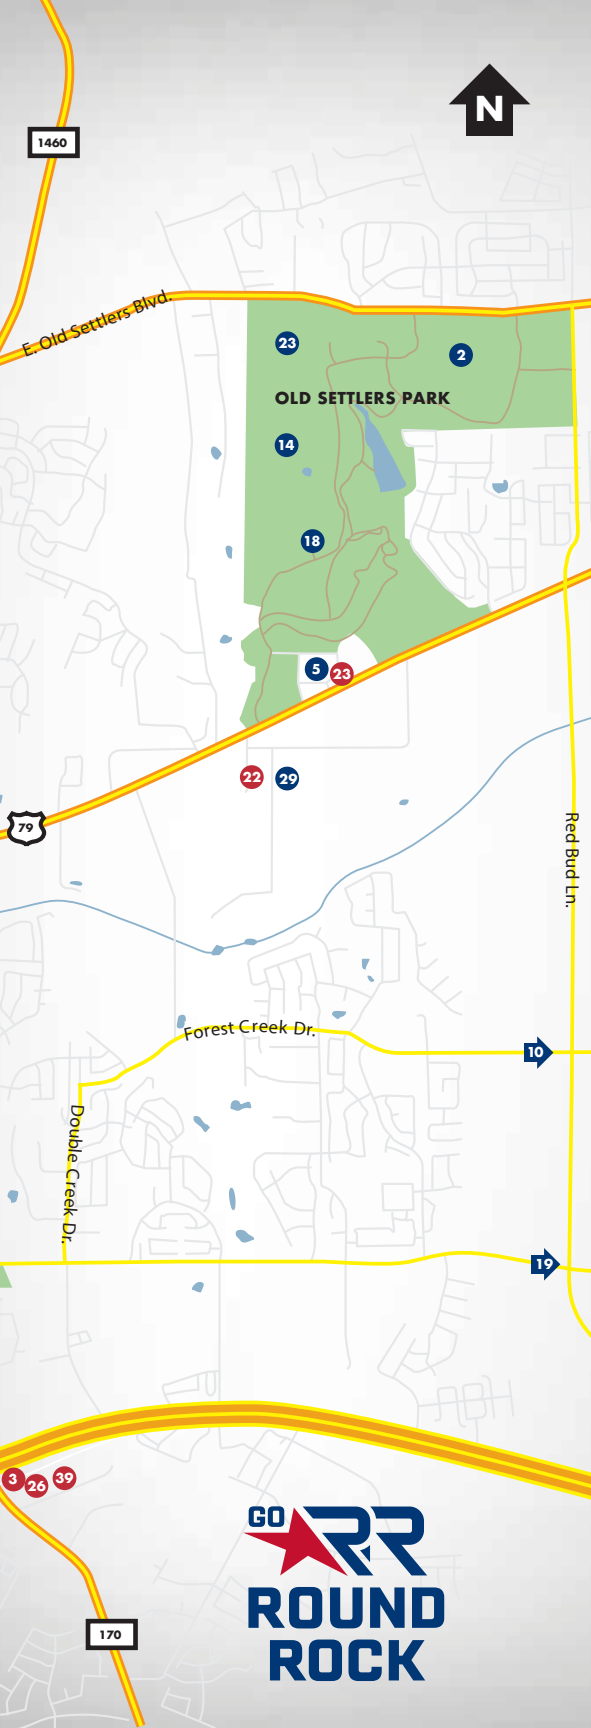 N
1460
E. Old Settlers Blvd.
23
2
OLD SETTLERS PARK
14
18
5
23
22
29
79
Red Bud Ln.
Forest Creek Dr.
10
Double Creek Dr.
19
3
26
39
GO
RR
ROUND
ROCK
170